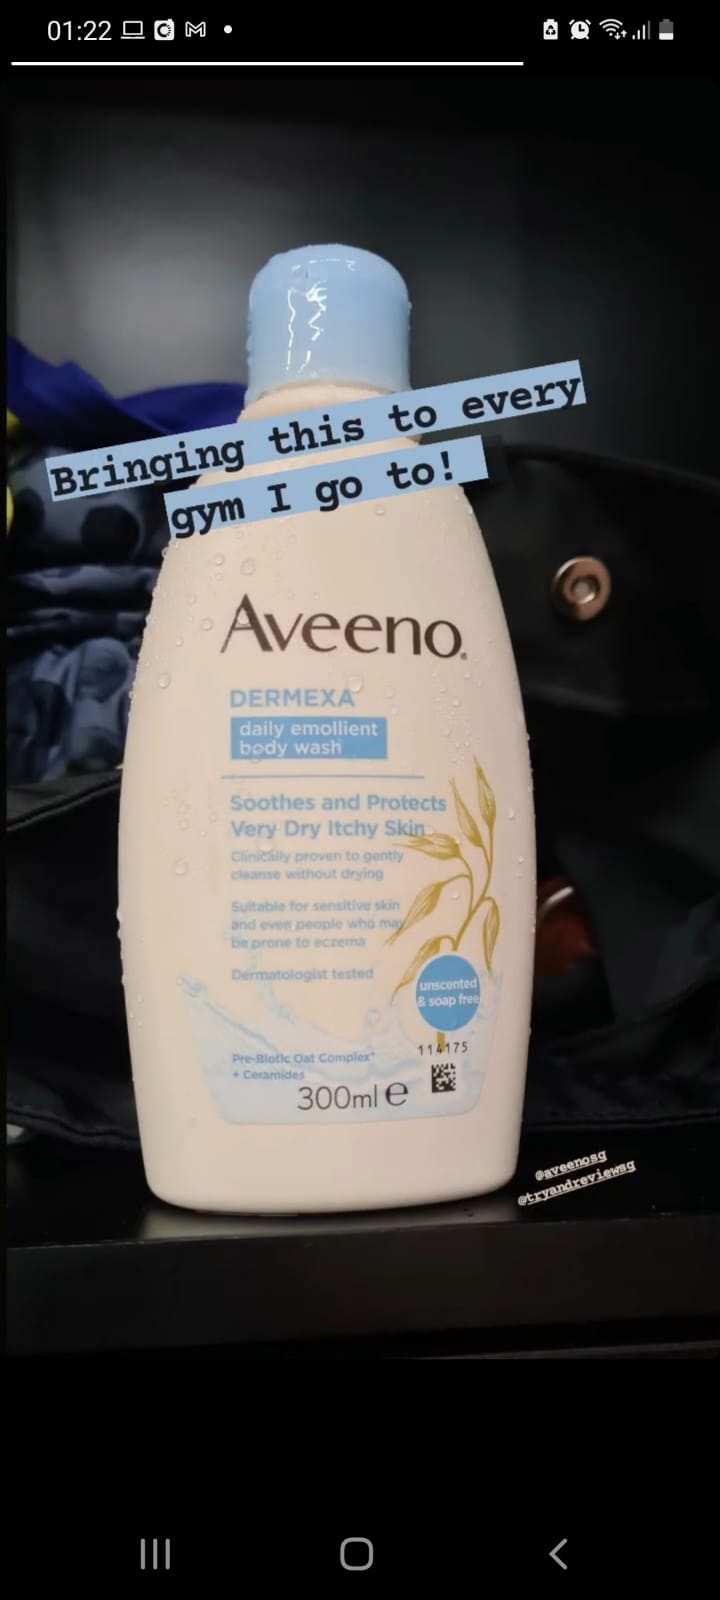 01:22
Bringing this to every
gym I go to!
Aveeno.
DERMEXA
daily emollient
body wash
Soothes and Protects
Very Dry Itchy Skin
Clinically proven to gently
cleanse without drying
Suitable for sensitive skin
and even people who may
be prone to eczema
Dermatologist tested
unscented
& soap free
114175
Pre-Biotic Oat Complex*
+ Ceramides
300ml e
@aveenosg
@tryandreviewsg